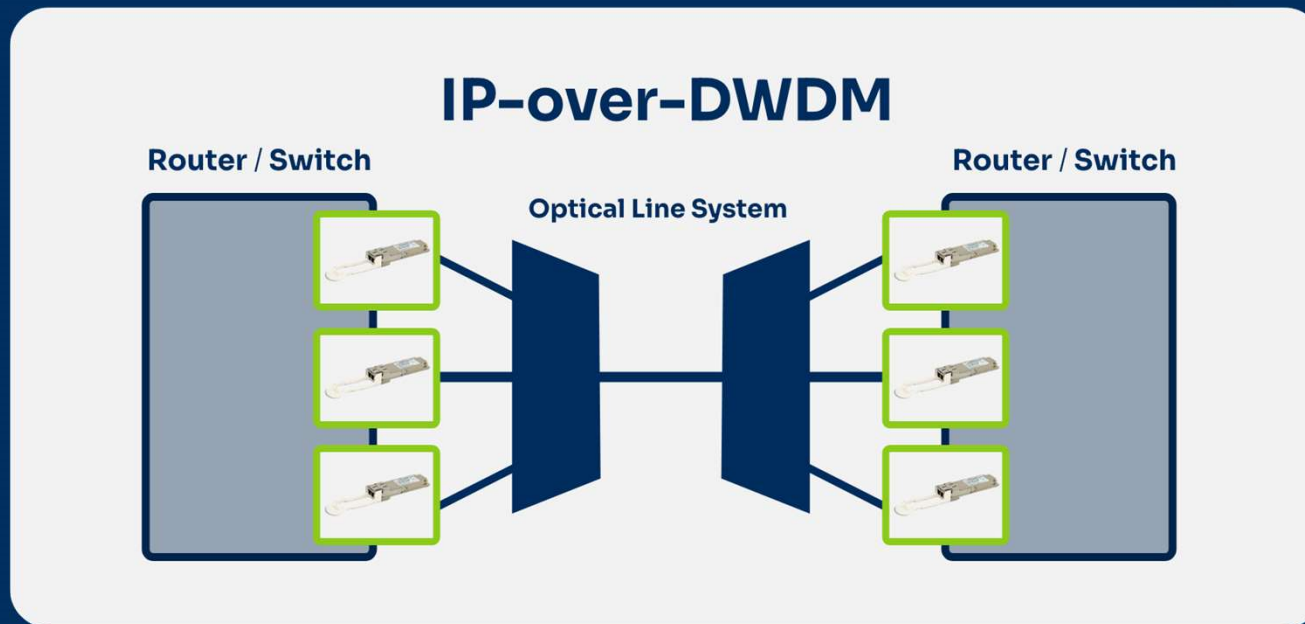 IP-over-DWDM
Router / Switch
Router / Switch
Optical Line System